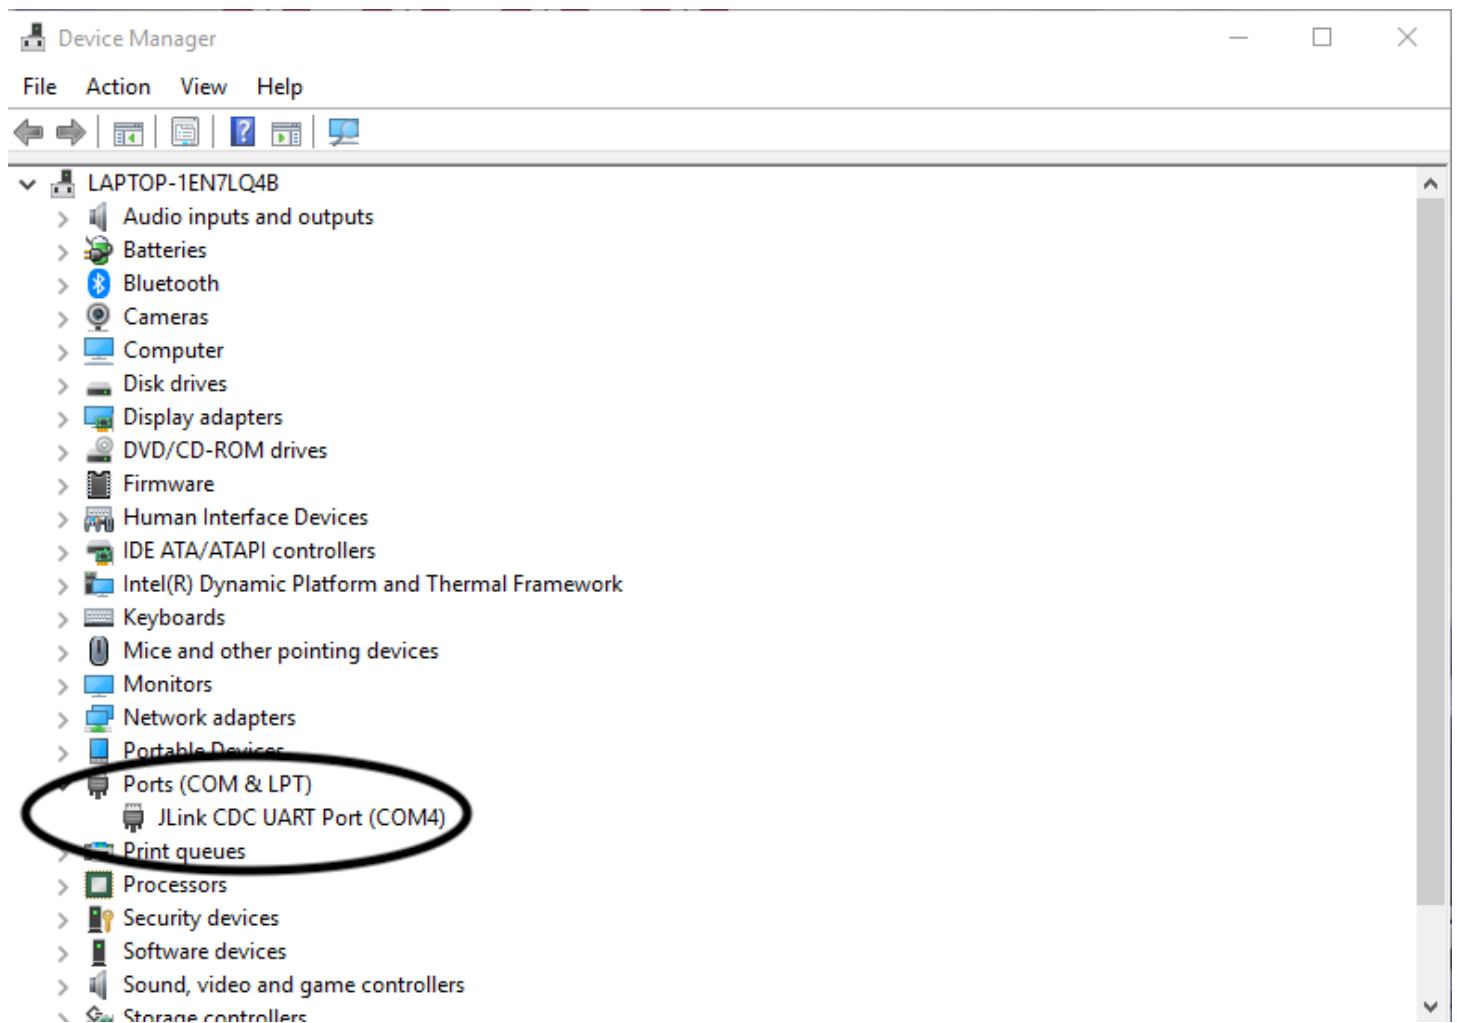 Device Manager
File Action View Help
LAPTOP-1EN7LQ4B
Audio inputs and outputs
Batteries
Bluetooth
Cameras
Computer
Disk drives
Display adapters
DVD/CD-ROM drives
Firmware
Human Interface Devices
IDE ATA/ATAPI controllers
Intel(R) Dynamic Platform and Thermal Framework
Keyboards
Mice and other pointing devices
Monitors
Network adapters
Portable Devices
Ports (COM & LPT)
JLink CDC UART Port (COM4)
Print queues
Processors
Security devices
Software devices
Sound, video and game controllers
Storage controllers